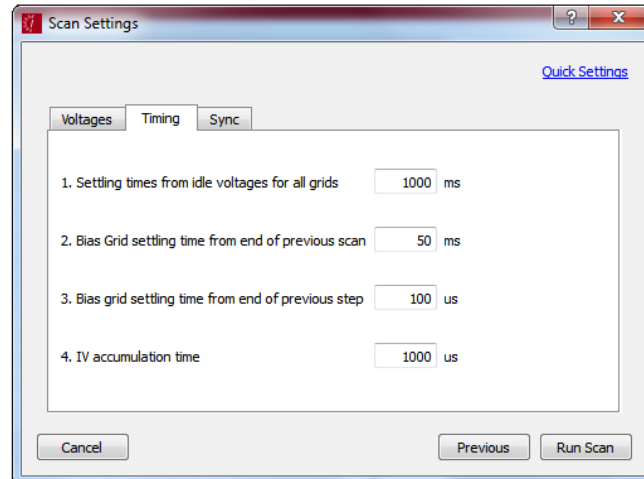 Scan Settings
Quick Settings
Voltages Timing Sync
1. Settling times from idle voltages for all grids 1000 ms
2. Bias Grid settling time from end of previous scan 50 ms
3. Bias grid settling time from end of previous step 100 us
4. IV accumulation time 1000 us
Cancel Previous Run Scan